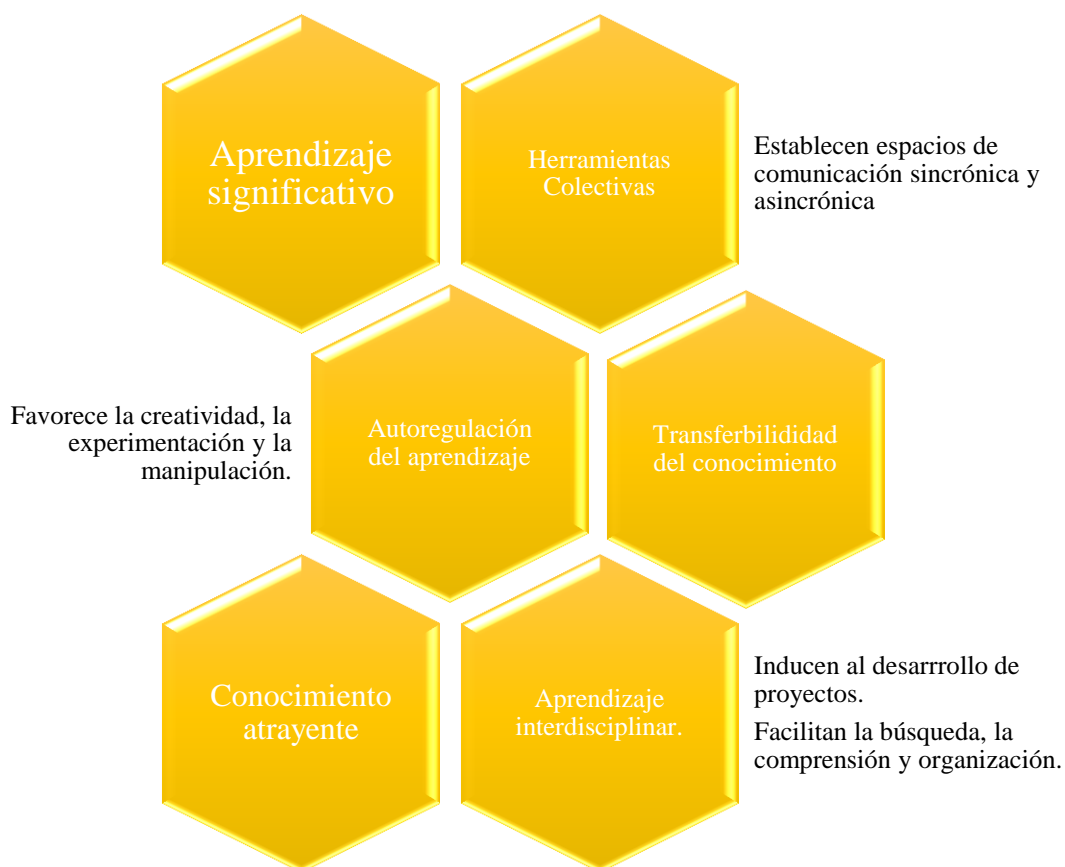 Aprendizaje
significativo
Herramientas
Colectivas
Establecen espacios de
comunicación sincrónica y
asincrónica
Favorece la creatividad, la
experimentación y la
manipulación.
Autoregulación
del aprendizaje
Transferbilididad
del conocimiento
Conocimiento
atrayente
Aprendizaje
interdisciplinar.
Inducen al desarrrollo de
proyectos.
Facilitan la búsqueda, la
comprensión y organización.